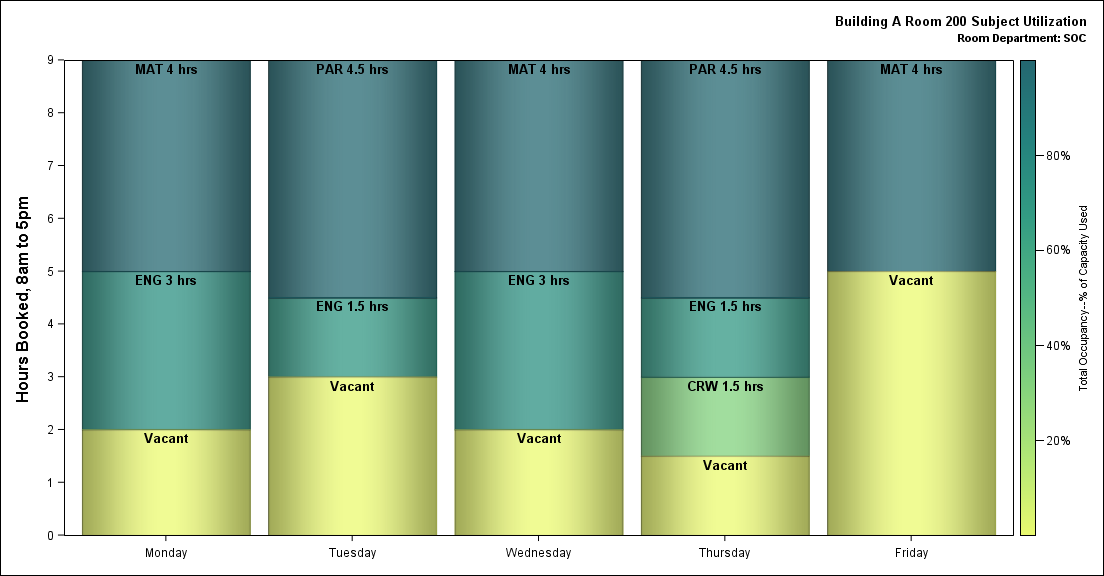 Building A Room 200 Subject Utilization
Room Department: SOC
Hours Booked, 8am to 5pm
9
8
7
6
5
4
3
2
1
0
MAT 4 hrs
ENG 3 hrs
Vacant
PAR 4.5 hrs
ENG 1.5 hrs
Vacant
MAT 4 hrs
ENG 3 hrs
Vacant
PAR 4.5 hrs
ENG 1.5 hrs
CRW 1.5 hrs
Vacant
MAT 4 hrs
Vacant
Monday
Tuesday
Wednesday
Thursday
Friday
80%
60%
40%
20%
Total Occupancy--% of Capacity Used